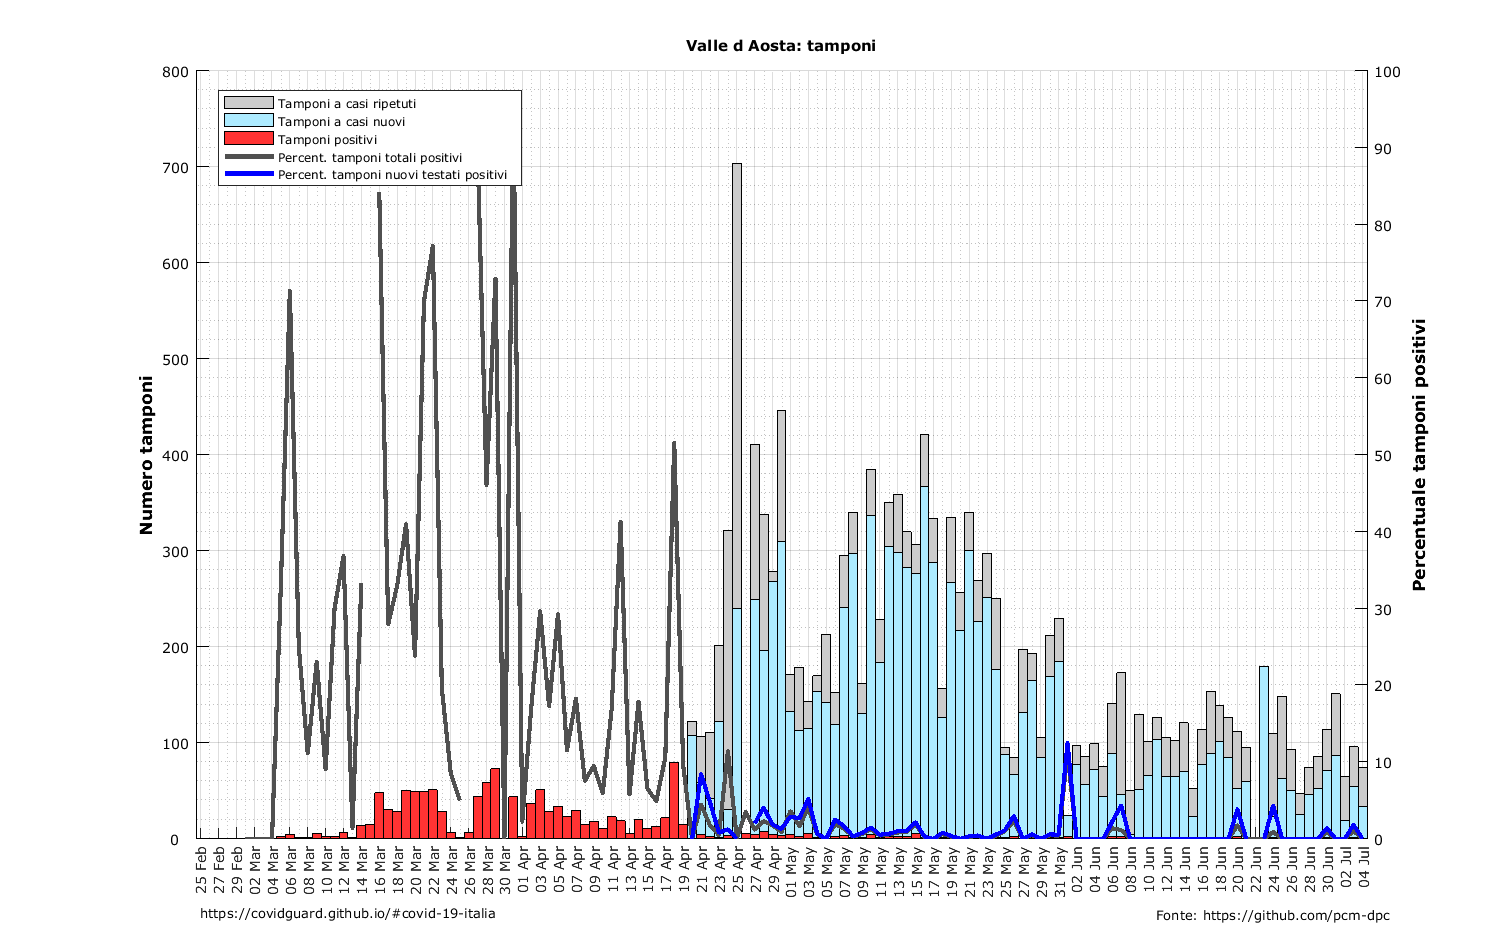 Valle d Aosta: tamponi
Numero tamponi
800
700
600
500
400
300
200
100
0
Tamponi a casi ripetuti
Tamponi a casi nuovi
Tamponi positivi
Percent. tamponi totali positivi
Percent. tamponi nuovi testati positivi
100
90
80
70
60
50
40
30
20
10
0
Percentuale tamponi positivi
25 Feb
27 Feb
29 Feb
02 Mar
04 Mar
06 Mar
08 Mar
10 Mar
12 Mar
14 Mar
16 Mar
18 Mar
20 Mar
22 Mar
24 Mar
26 Mar
28 Mar
30 Mar
01 Apr
03 Apr
05 Apr
07 Apr
09 Apr
11 Apr
13 Apr
15 Apr
17 Apr
19 Apr
21 Apr
23 Apr
25 Apr
27 Apr
29 Apr
01 May
03 May
05 May
07 May
09 May
11 May
13 May
15 May
17 May
19 May
21 May
23 May
25 May
27 May
29 May
31 May
02 Jun
04 Jun
06 Jun
08 Jun
10 Jun
12 Jun
14 Jun
16 Jun
18 Jun
20 Jun
22 Jun
24 Jun
26 Jun
28 Jun
30 Jun
02 Jul
04 Jul
https://covidguard.github.io/#covid-19-italia
Fonte: https://github.com/pcm-dpc